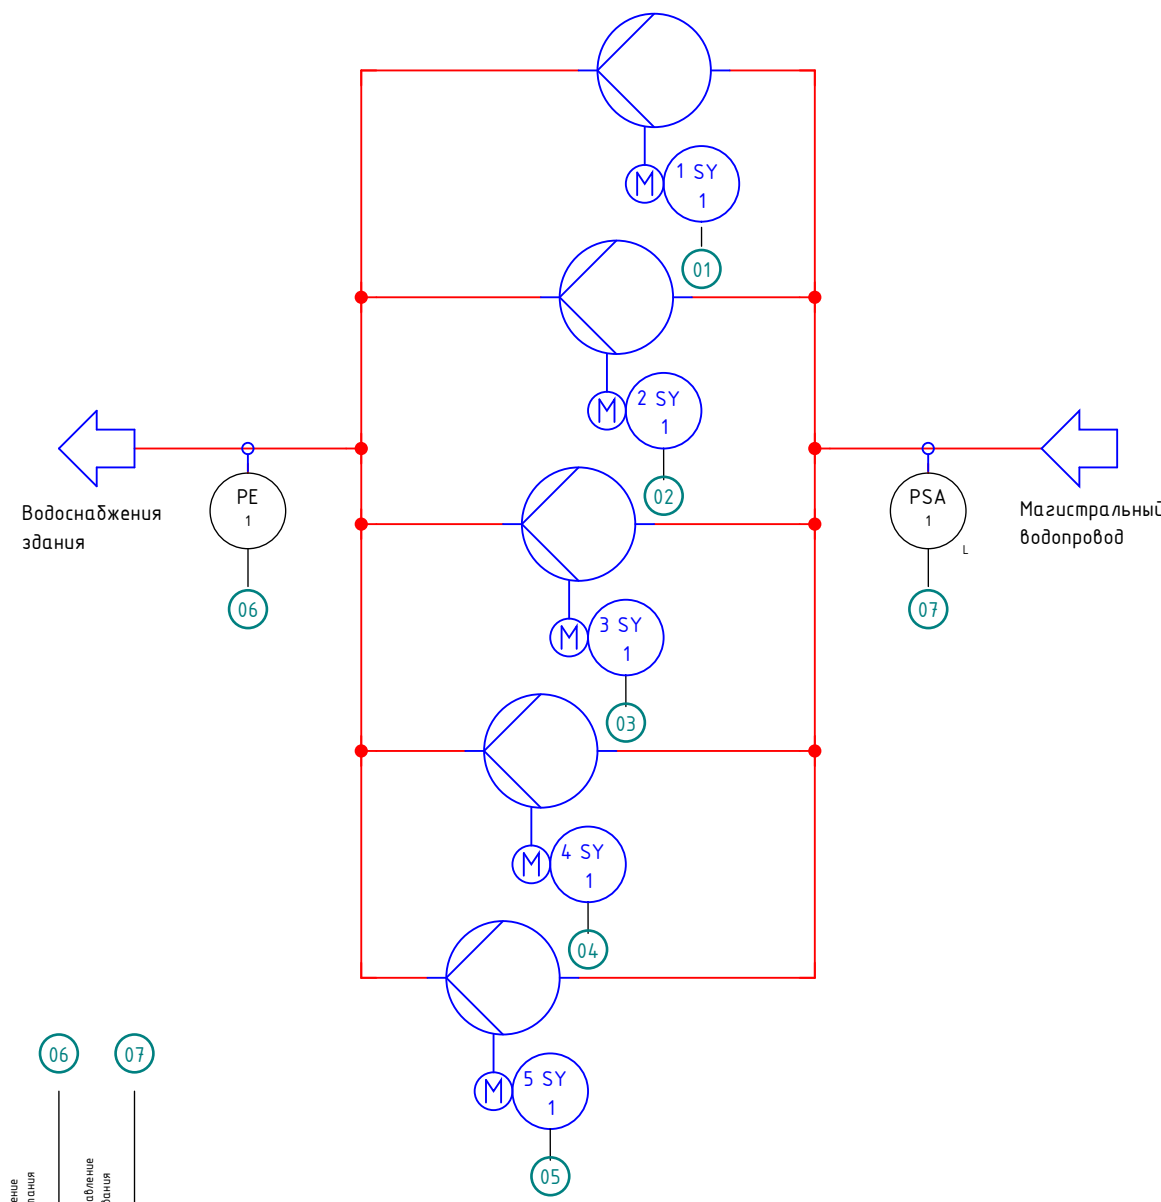 M
1 SY
1
01
M
2 SY
1
02
PE
1
06
Водоснабжения
здания
PSA
1
L
07
Магистральный
водопровод
M
3 SY
1
03
M
4 SY
1
04
M
5 SY
1
05
06
07